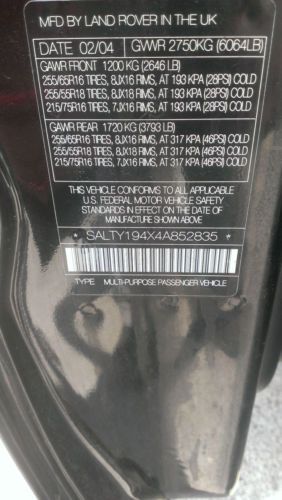 MFD BY LAND ROVER IN THE UK
DATE 02/04 GVWR 2750KG (6064LB)
GAWR FRONT 1200 KG (2646 LB)
255/65R16 TIRES, 8JX16 RIMS, AT 193 KPA (28PSI) COLD
255/55R18 TIRES, 8JX18 RIMS, AT 193 KPA (28PSI) COLD
215/75R16 TIRES, 7JX16 RIMS, AT 193 KPA (28PSI) COLD
GAWR REAR 1720 KG (3793 LB)
255/65R16 TIRES, 8JX16 RIMS, AT 317 KPA (46PSI) COLD
255/55R18 TIRES, 8JX18 RIMS, AT 317 KPA (46PSI) COLD
215/75R16 TIRES, 7JX16 RIMS, AT 317 KPA (46PSI) COLD
THIS VEHICLE CONFORMS TO ALL APPLICABLE
U.S. FEDERAL MOTOR VEHICLE SAFETY
STANDARDS IN EFFECT ON THE DATE OF
MANUFACTURE SHOWN ABOVE
* SALTY194X4A852835 *
TYPE MULTI-PURPOSE PASSENGER VEHICLE